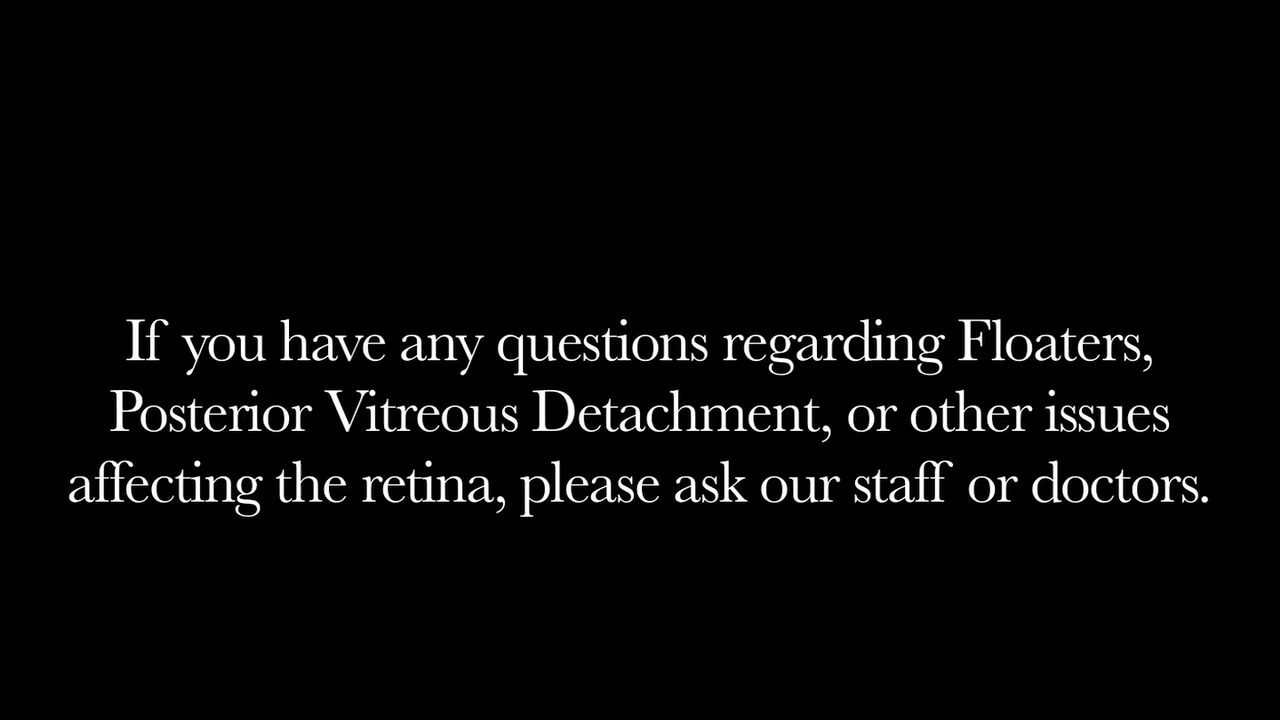 If you have any questions regarding Floaters,
Posterior Vitreous Detachment, or other issues
affecting the retina, please ask our staff or doctors.